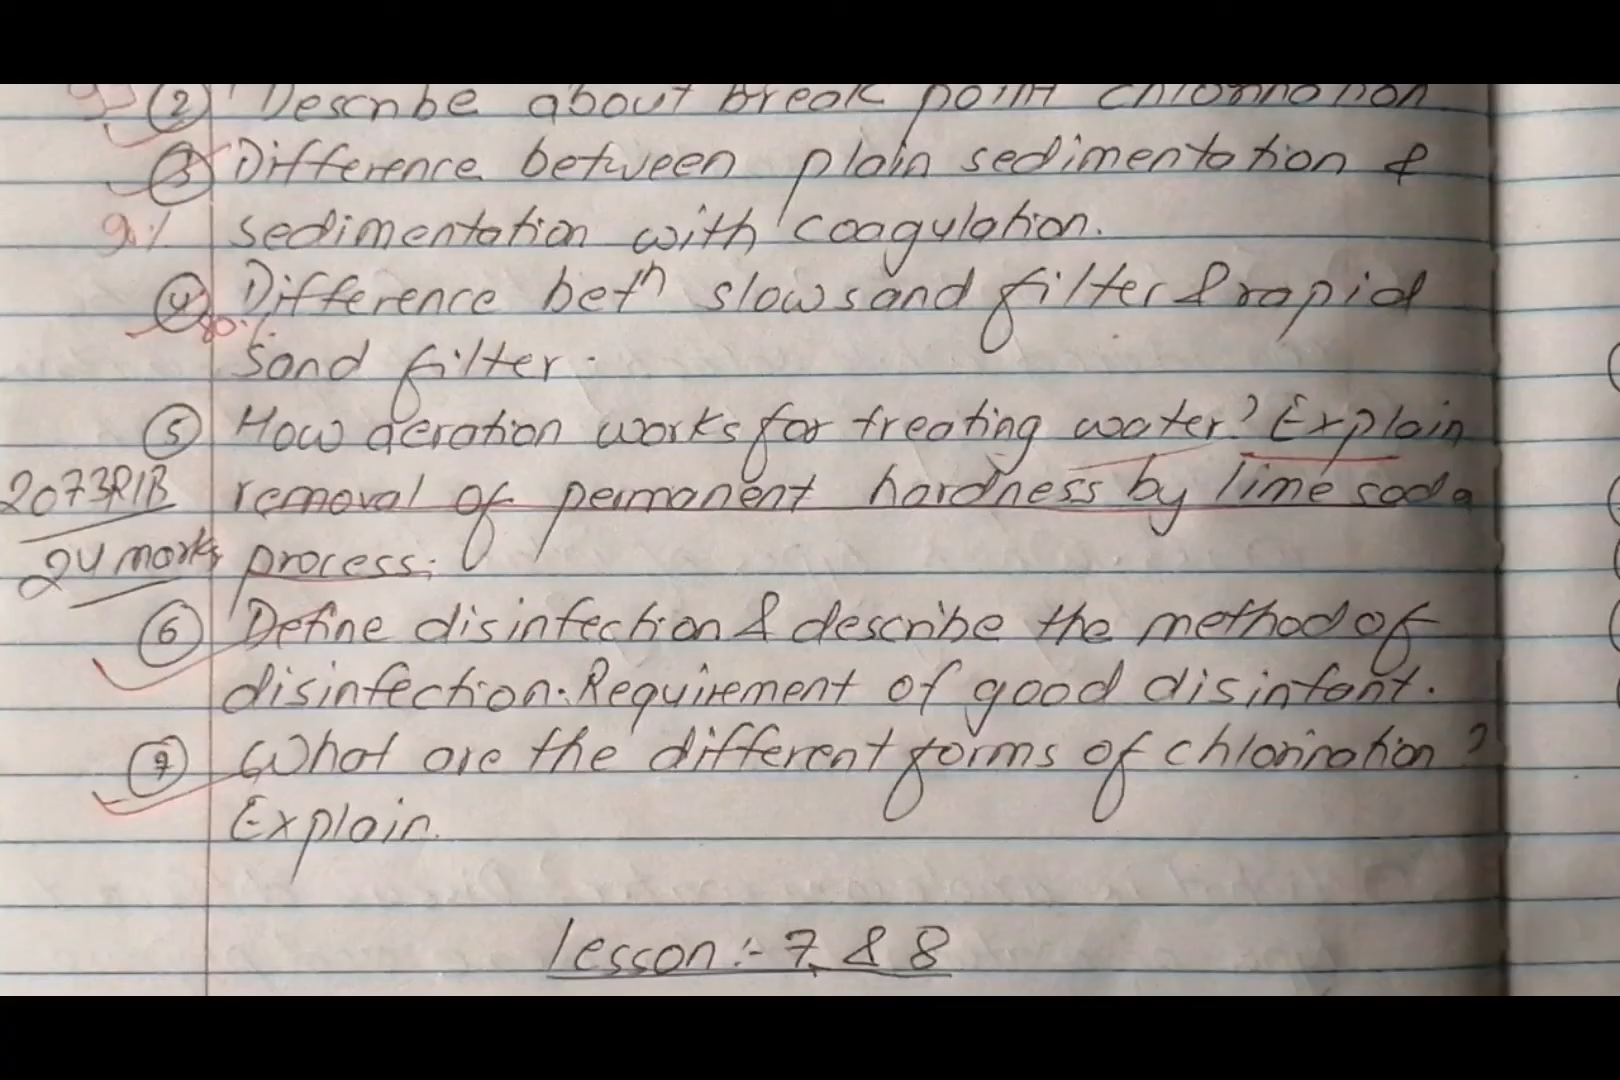 (2) Describe about break point chlorination
(3) Difference between plain sedimentation &
sedimentation with coagulation.
(4) Difference betn slow sand filter & rapid
sand filter.
(5) How aeration works for treating water? Explain
2073 removal of permanent hardness by lime soda
24 marks process.
(6) Define disinfection & describe the method of
disinfection. Requirement of good disinfant.
(7) What are the different forms of chlorination?
Explain.
lesson :- 7 & 8